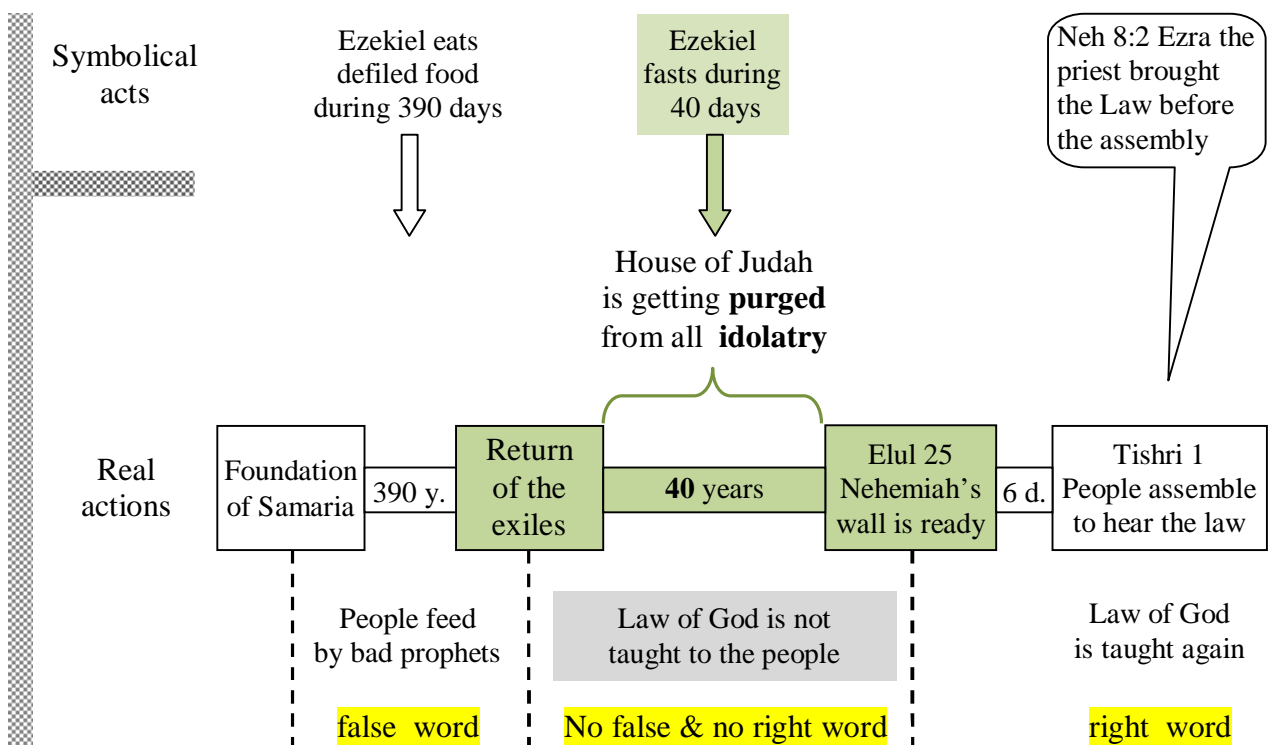 Symbolical
acts
Ezekiel eats
defiled food
during 390 days
Ezekiel
fasts during
40 days
Neh 8:2 Ezra the
priest brought
the Law before
the assembly
House of Judah
is getting purged
from all idolatry
Real
actions
Foundation
of Samaria
390 y.
Return
of the
exiles
40 years
Elul 25
Nehemiah’s
wall is ready
6 d.
Tishri 1
People assemble
to hear the law
People feed
by bad prophets
Law of God is not
taught to the people
Law of God
is taught again
false word
No false & no right word
right word